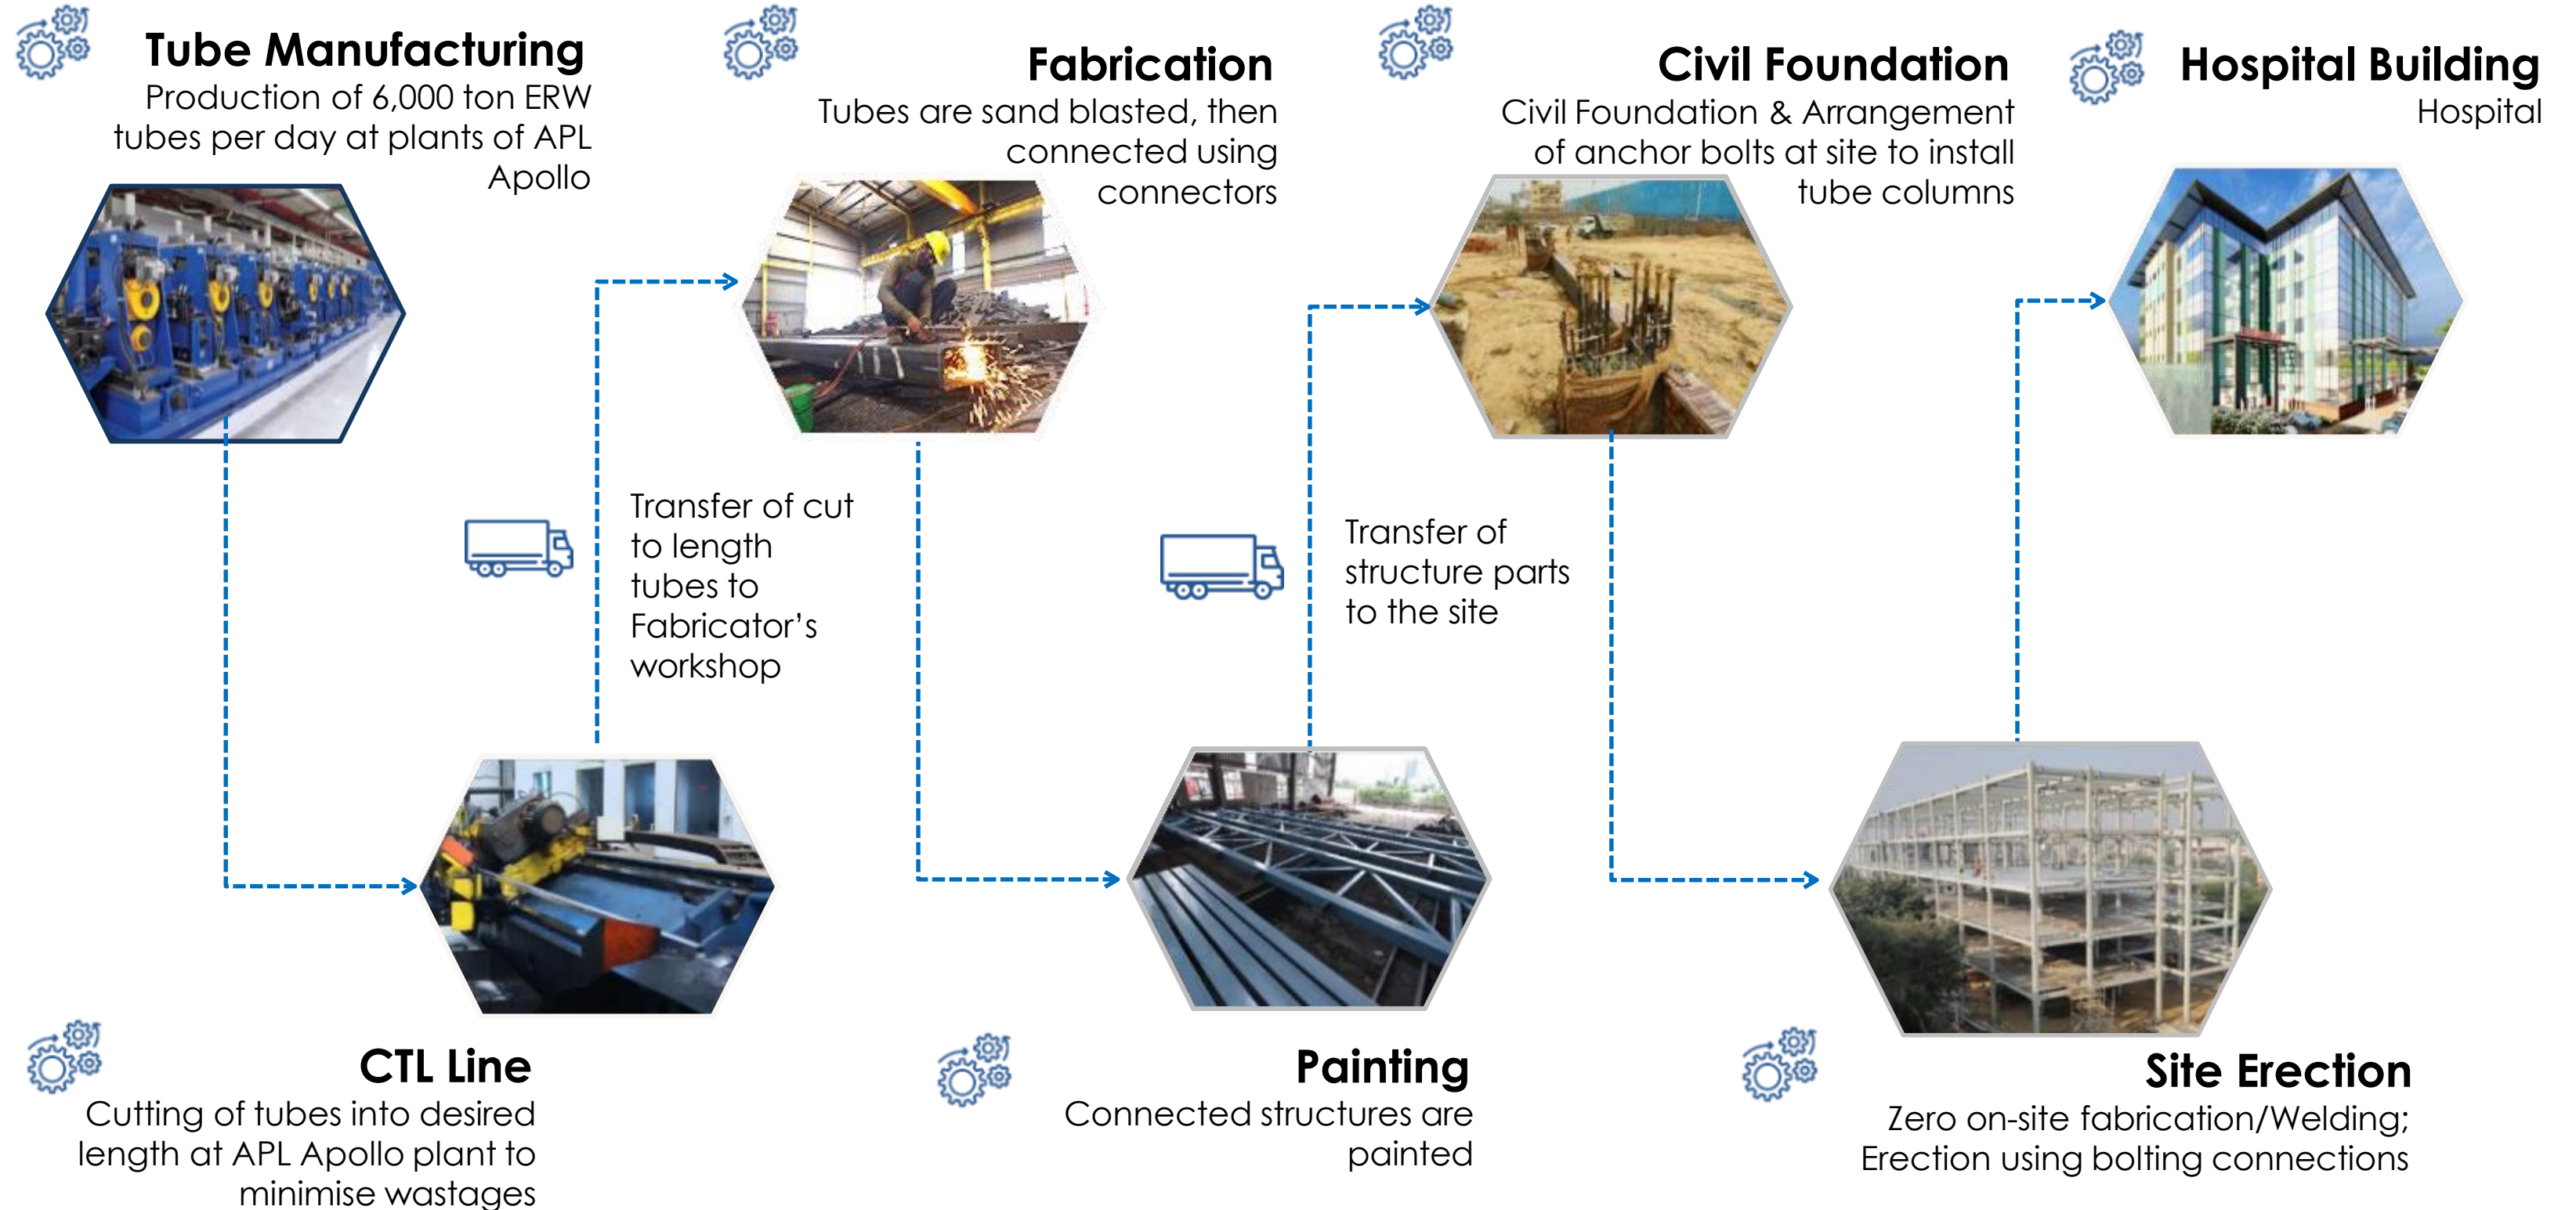 Tube Manufacturing
Production of 6,000 ton ERW
tubes per day at plants of APL
Apollo
Fabrication
Tubes are sand blasted, then
connected using
connectors
Civil Foundation
Civil Foundation & Arrangement
of anchor bolts at site to install
tube columns
Hospital Building
Hospital
Transfer of cut
to length
tubes to
Fabricator’s
workshop
Transfer of
structure parts
to the site
CTL Line
Cutting of tubes into desired
length at APL Apollo plant to
minimise wastages
Painting
Connected structures are
painted
Site Erection
Zero on-site fabrication/Welding;
Erection using bolting connections